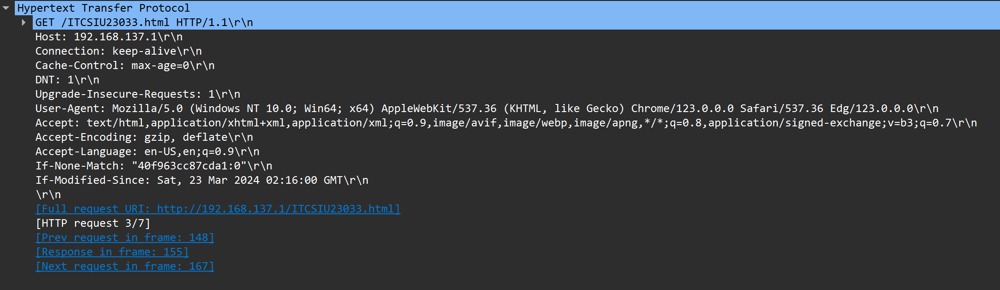 Hypertext Transfer Protocol
GET /ITCSIU23033.html HTTP/1.1\r\n
Host: 192.168.137.1\r\n
Connection: keep-alive\r\n
Cache-Control: max-age=0\r\n
DNT: 1\r\n
Upgrade-Insecure-Requests: 1\r\n
User-Agent: Mozilla/5.0 (Windows NT 10.0; Win64; x64) AppleWebKit/537.36 (KHTML, like Gecko) Chrome/123.0.0.0 Safari/537.36 Edg/123.0.0.0\r\n
Accept: text/html,application/xhtml+xml,application/xml;q=0.9,image/avif,image/webp,image/apng,*/*;q=0.8,application/signed-exchange;v=b3;q=0.7\r\n
Accept-Encoding: gzip, deflate\r\n
Accept-Language: en-US,en;q=0.9\r\n
If-None-Match: "40f963cc87cda1:0"\r\n
If-Modified-Since: Sat, 23 Mar 2024 02:16:00 GMT\r\n
\r\n
[Full request URI: http://192.168.137.1/ITCSIU23033.html]
[HTTP request 3/7]
[Prev request in frame: 148]
[Response in frame: 155]
[Next request in frame: 167]